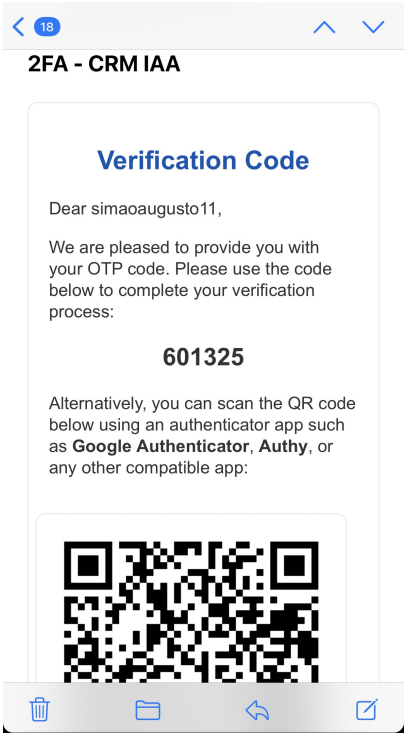 18
2FA - CRM IAA
Verification Code
Dear simaoaugusto11,
We are pleased to provide you with
your OTP code. Please use the code
below to complete your verification
process:
601325
Alternatively, you can scan the QR code
below using an authenticator app such
as Google Authenticator, Authy, or
any other compatible app: